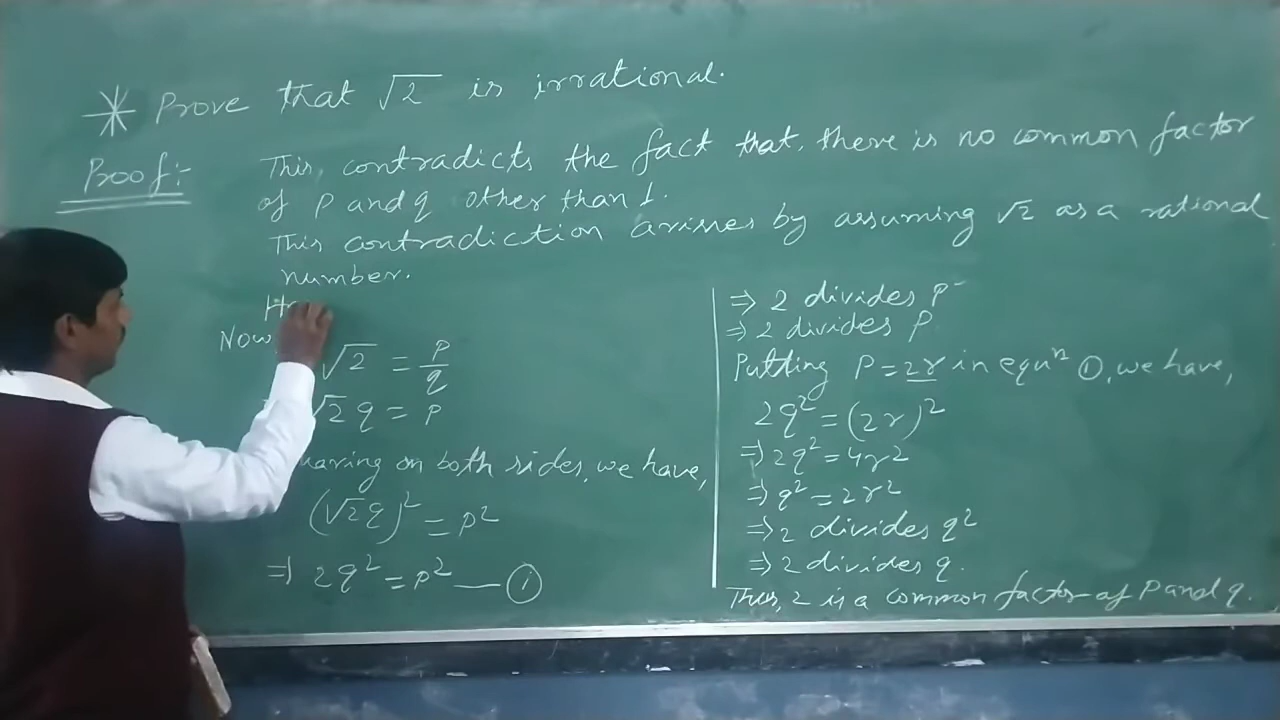 * Prove that √2 is irrational.
Proof:-
This, contradicts the fact that, there is no common factor
of p and q other than 1.
This contradiction arisses by assuming √2 as a rational
number.
Now
√2 = p/q
√2 q = p
on both sides, we have,
(√2q)² = p²
⇒ 2q² = p² — ①
⇒ 2 divides p²
⇒ 2 divides p
Putting p = 2r in equⁿ ①, we have,
2q² = (2r)²
⇒ 2q² = 4r²
⇒ q² = 2r²
⇒ 2 divides q²
⇒ 2 divides q.
Thus, 2 is a common factor of p and q.